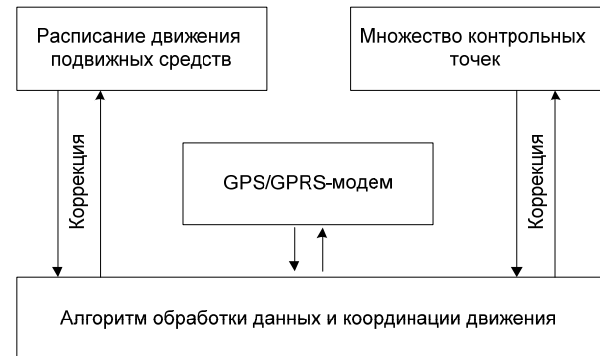 Расписание движения
подвижных средств
Множество контрольных
точек
Коррекция
GPS/GPRS-модем
Коррекция
Алгоритм обработки данных и координации движения